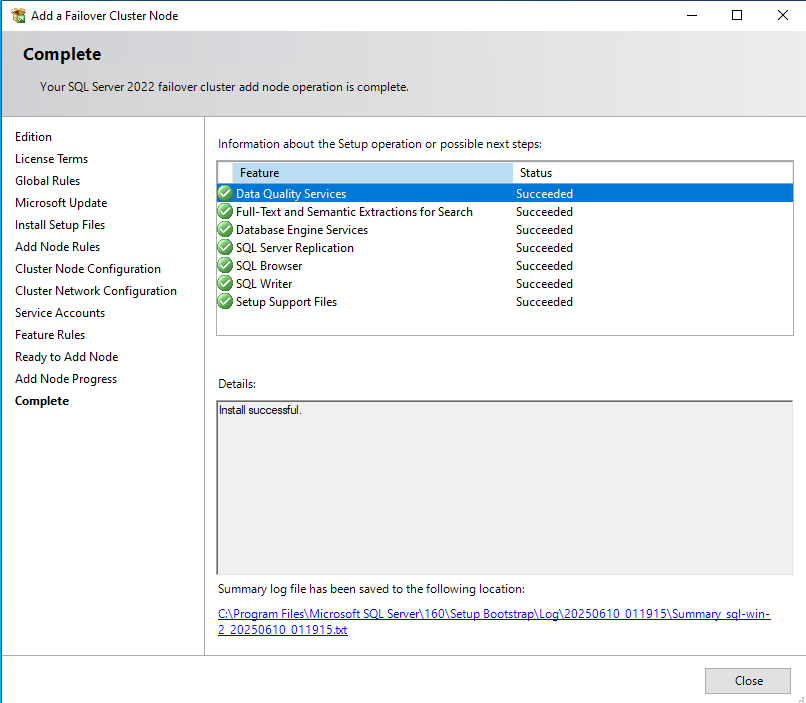 Add a Failover Cluster Node
Complete
Your SQL Server 2022 failover cluster add node operation is complete.
Edition
License Terms
Global Rules
Microsoft Update
Install Setup Files
Add Node Rules
Cluster Node Configuration
Cluster Network Configuration
Service Accounts
Feature Rules
Ready to Add Node
Add Node Progress
Complete
Information about the Setup operation or possible next steps:
Feature Status
Data Quality Services Succeeded
Full-Text and Semantic Extractions for Search Succeeded
Database Engine Services Succeeded
SQL Server Replication Succeeded
SQL Browser Succeeded
SQL Writer Succeeded
Setup Support Files Succeeded
Details:
Install successful.
Summary log file has been saved to the following location:
C:\Program Files\Microsoft SQL Server\160\Setup Bootstrap\Log\20250610_011915\Summary_sql-win-
2_20250610_011915.txt
Close